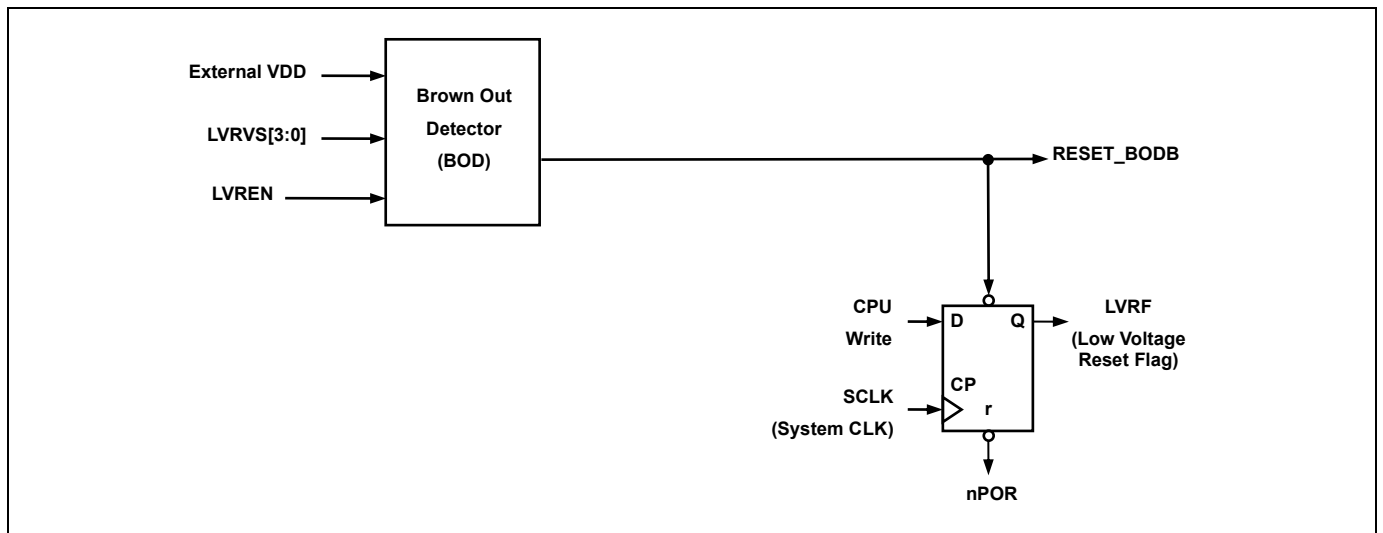 External VDD
LVRVS[3:0]
LVREN
Brown Out
Detector
(BOD)
RESET_BODB
CPU
Write
SCLK
(System CLK)
D
Q
CP
r
LVRF
(Low Voltage
Reset Flag)
nPOR